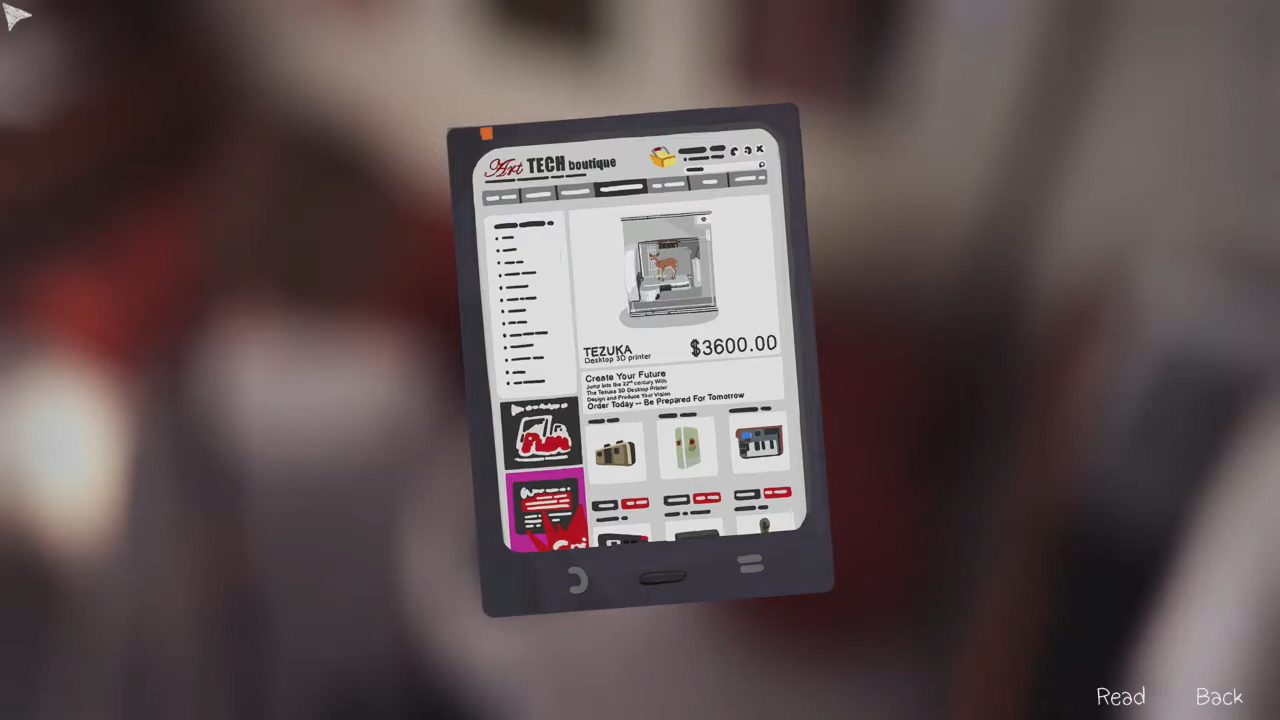 Art TECH boutique
TEZUKA
Desktop 3D printer
$3600.00
Create Your Future
Jump into the 22nd century With
The Tezuka 3D Desktop Printer
Design and Produce Your Vision
Order Today -- Be Prepared For Tomotrow
Read
Back